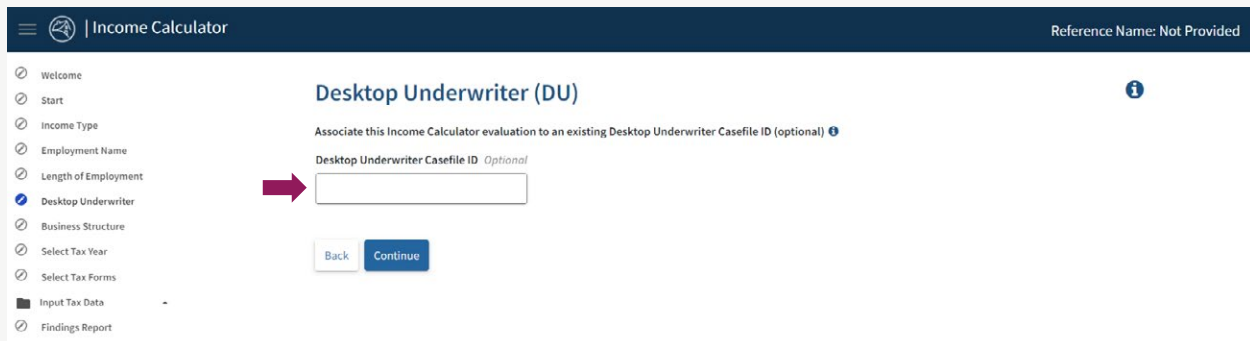 | Income Calculator
Reference Name: Not Provided
Welcome
Start
Income Type
Employment Name
Length of Employment
Desktop Underwriter
Business Structure
Select Tax Year
Select Tax Forms
Input Tax Data
Findings Report
Desktop Underwriter (DU)
Associate this Income Calculator evaluation to an existing Desktop Underwriter Casefile ID (optional)
Desktop Underwriter Casefile ID Optional
Back
Continue